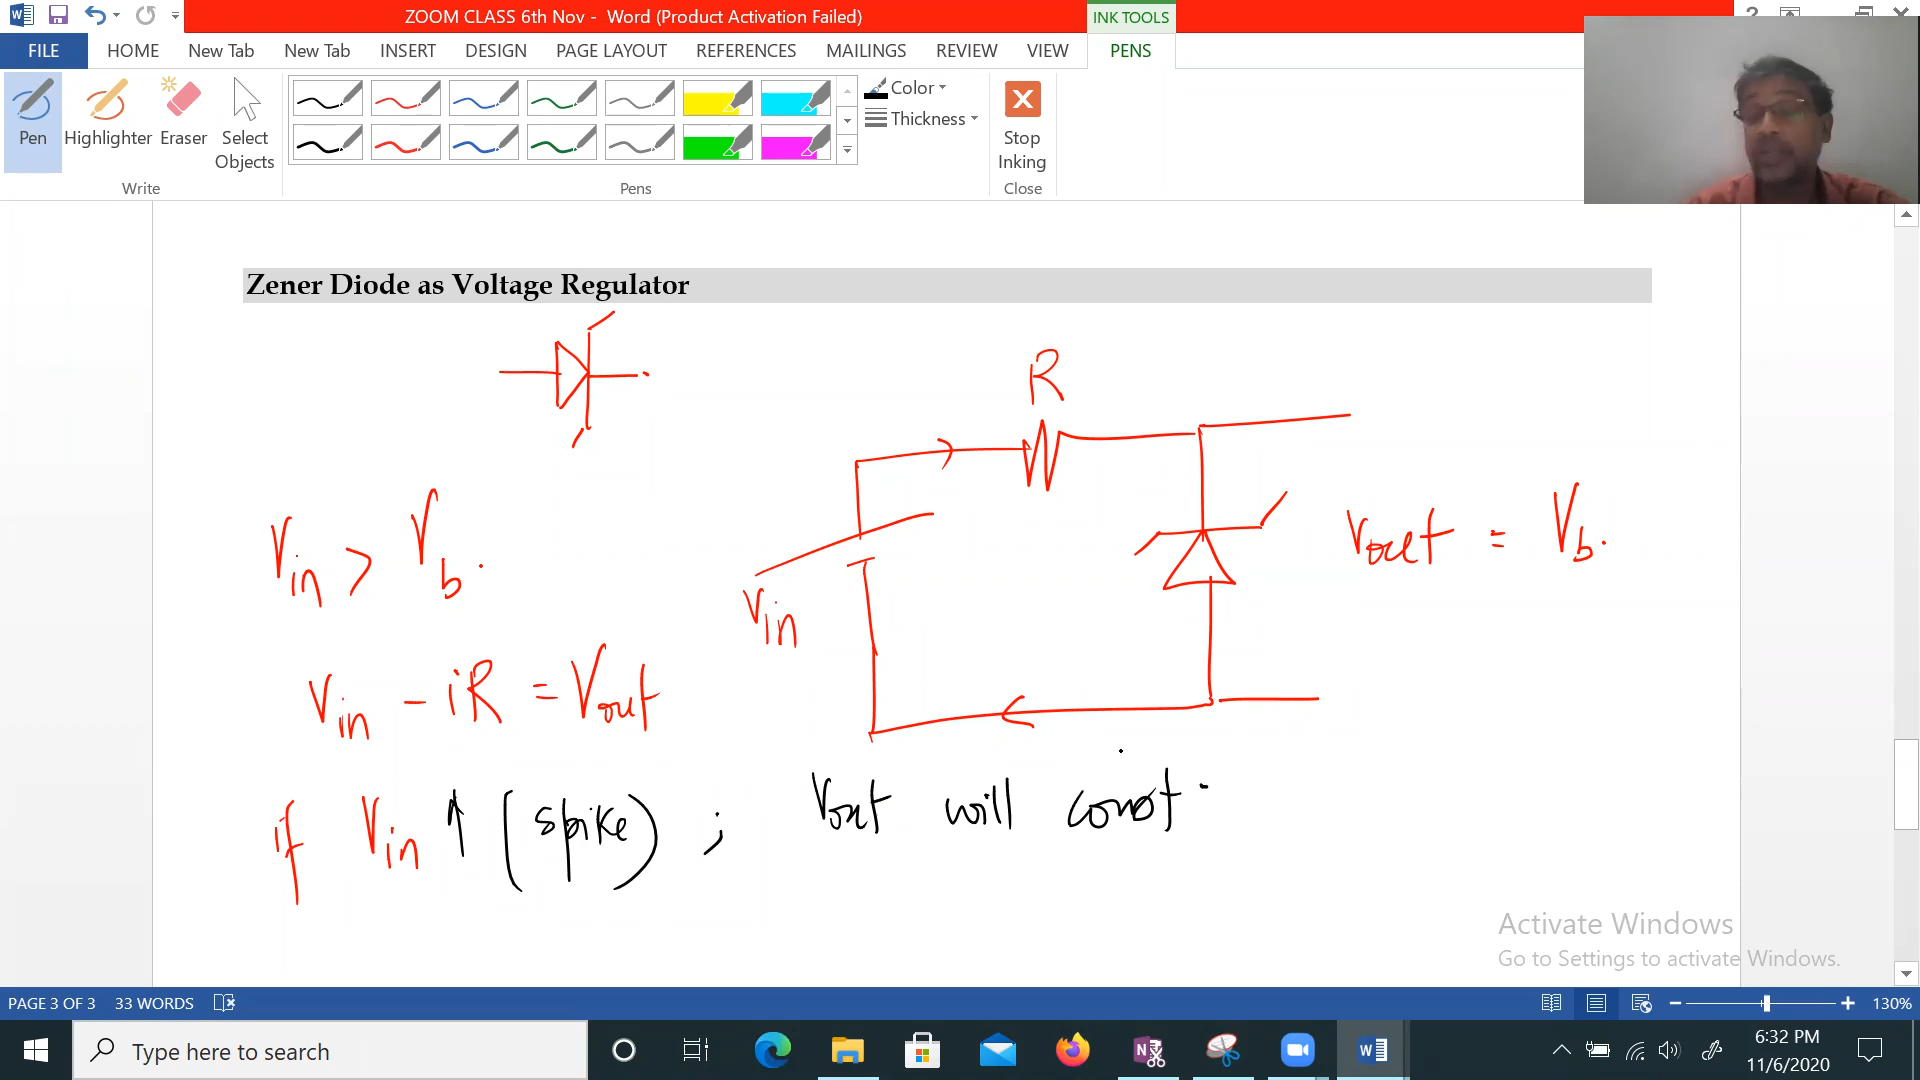 ZOOM CLASS 6th Nov - Word (Product Activation Failed)
INK TOOLS
?
FILE HOME New Tab New Tab INSERT DESIGN PAGE LAYOUT REFERENCES MAILINGS REVIEW VIEW PENS
Pen
Highlighter
Eraser
Select
Objects
Color
Thickness
Stop
Inking
Write
Pens
Close
Zener Diode as Voltage Regulator
R
Vin > Vb.
Vin
Vout = Vb.
Vin - iR = Vout
if Vin ↑ (spike) ; Vout will const.
Activate Windows
Go to Settings to activate Windows.
PAGE 3 OF 3 33 WORDS
130%
Type here to search
6:32 PM
11/6/2020